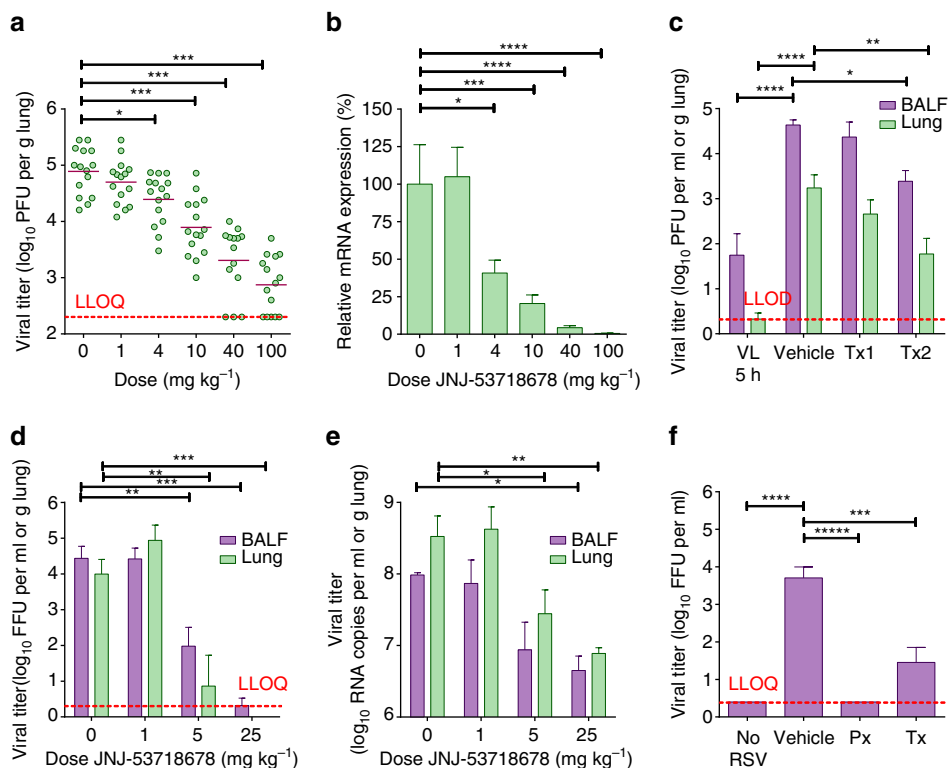 a
***
***
***
*
Viral titer (log10 PFU per g lung)
6
5
4
3
2
LLOQ
0 1 4 10 40 100
Dose (mg kg−1)
b
****
****
***
*
Relative mRNA expression (%)
150
125
100
75
50
25
0
0 1 4 10 40 100
Dose JNJ-53718678 (mg kg−1)
c
**
****
*
****
Viral titer (log10 PFU per ml or g lung)
5
4
3
2
1
0
BALF
Lung
LLOD
VL Vehicle Tx1 Tx2
5 h
d
***
**
***
**
Viral titer(log10 FFU per ml or g lung)
6
5
4
3
2
1
0
BALF
Lung
LLOQ
0 1 5 25
Dose JNJ-53718678 (mg kg−1)
e
**
*
*
Viral titer
(log10 RNA copies per ml or g lung)
9
8
7
6
BALF
Lung
0 1 5 25
Dose JNJ-53718678 (mg kg−1)
f
****
***
*****
Viral titer (log10 FFU per ml)
6
5
4
3
2
1
0
LLOQ
No Vehicle Px Tx
RSV